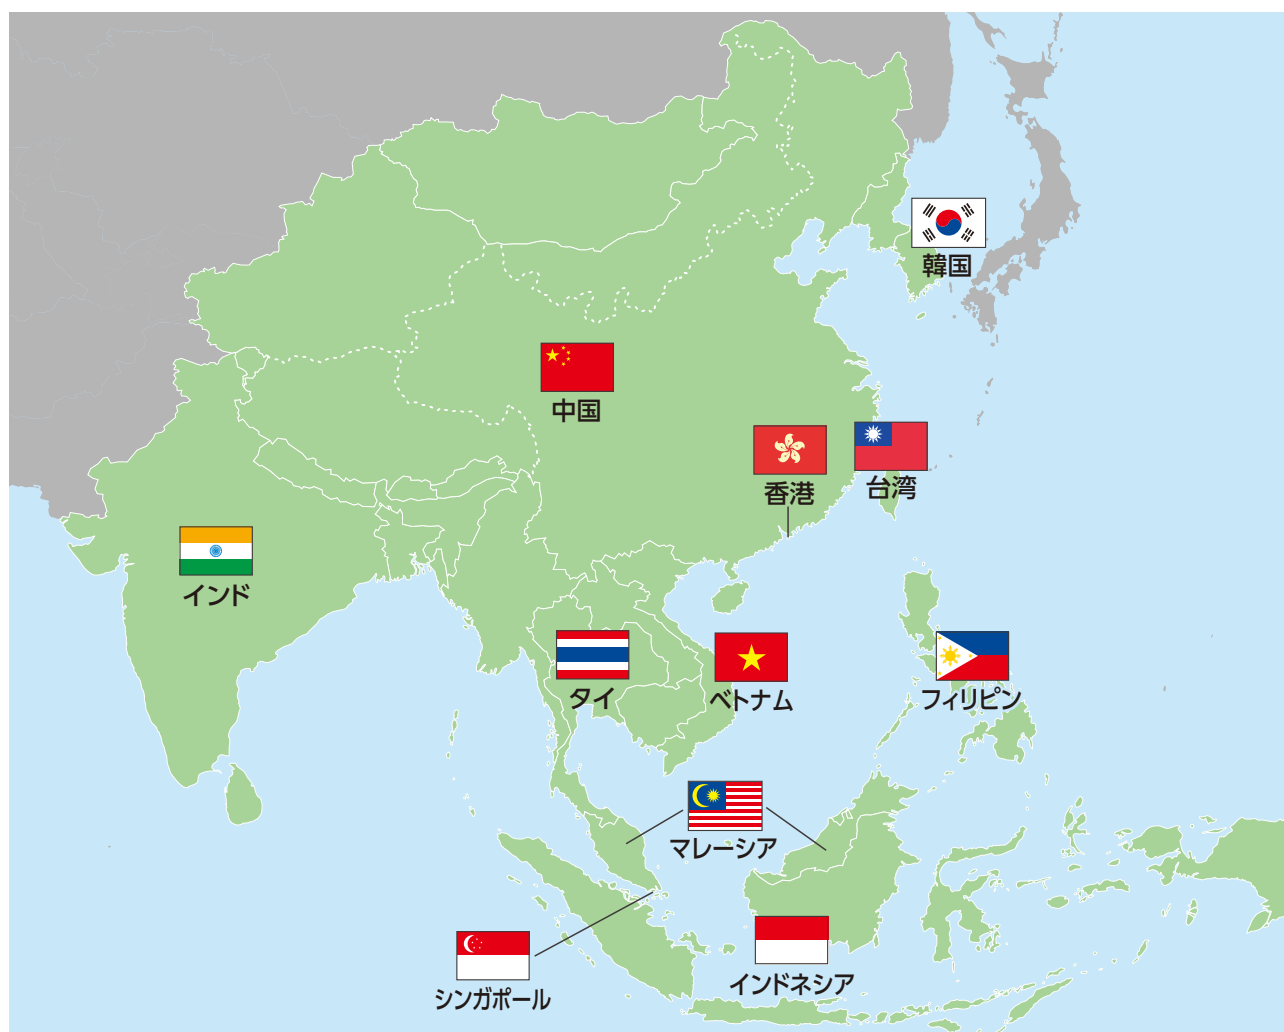 韓国
中国
香港
台湾
インド
タイ
ベトナム
フィリピン
マレーシア
シンガポール
インドネシア